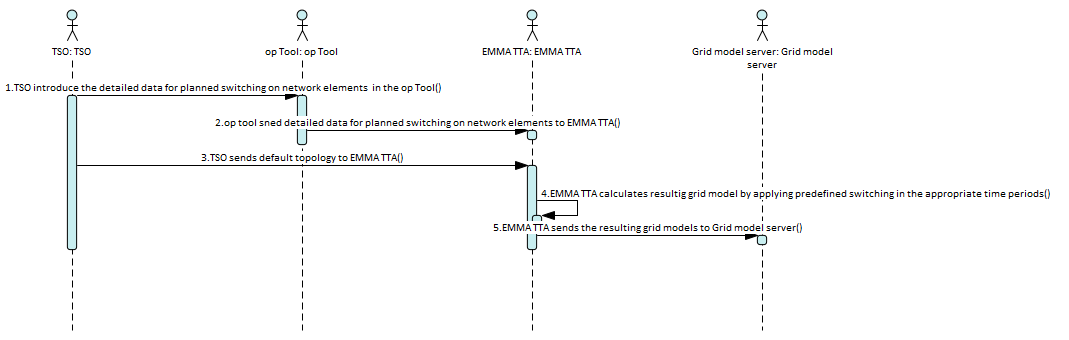 TSO: TSO
op Tool: op Tool
EMMA TTA: EMMA TTA
Grid model server: Grid model
server
1.TSO introduce the detailed data for planned switching on network elements in the op Tool()
2.op tool sned detailed data for planned switching on network elements to EMMA TTA()
3.TSO sends default topology to EMMA TTA()
4.EMMA TTA calculates resultig grid model by applying predefined switching in the appropriate time periods()
5.EMMA TTA sends the resulting grid models to Grid model server()